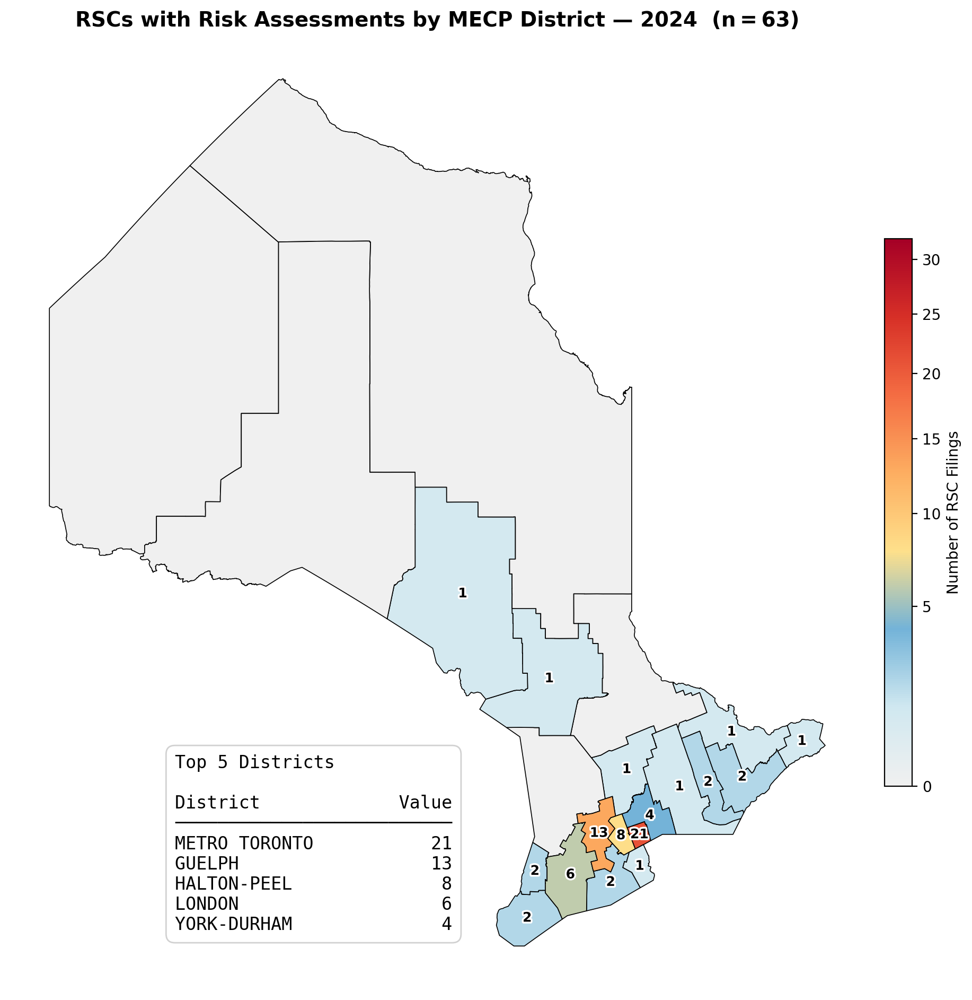 RSCs with Risk Assessments by MECP District — 2024 (n = 63)
30
25
20
15
10
5
0
Number of RSC Filings
1
1
1
1
1
1
2
2
4
13
8
21
1
2
6
2
2
Top 5 Districts
District Value
METRO TORONTO 21
GUELPH 13
HALTON-PEEL 8
LONDON 6
YORK-DURHAM 4